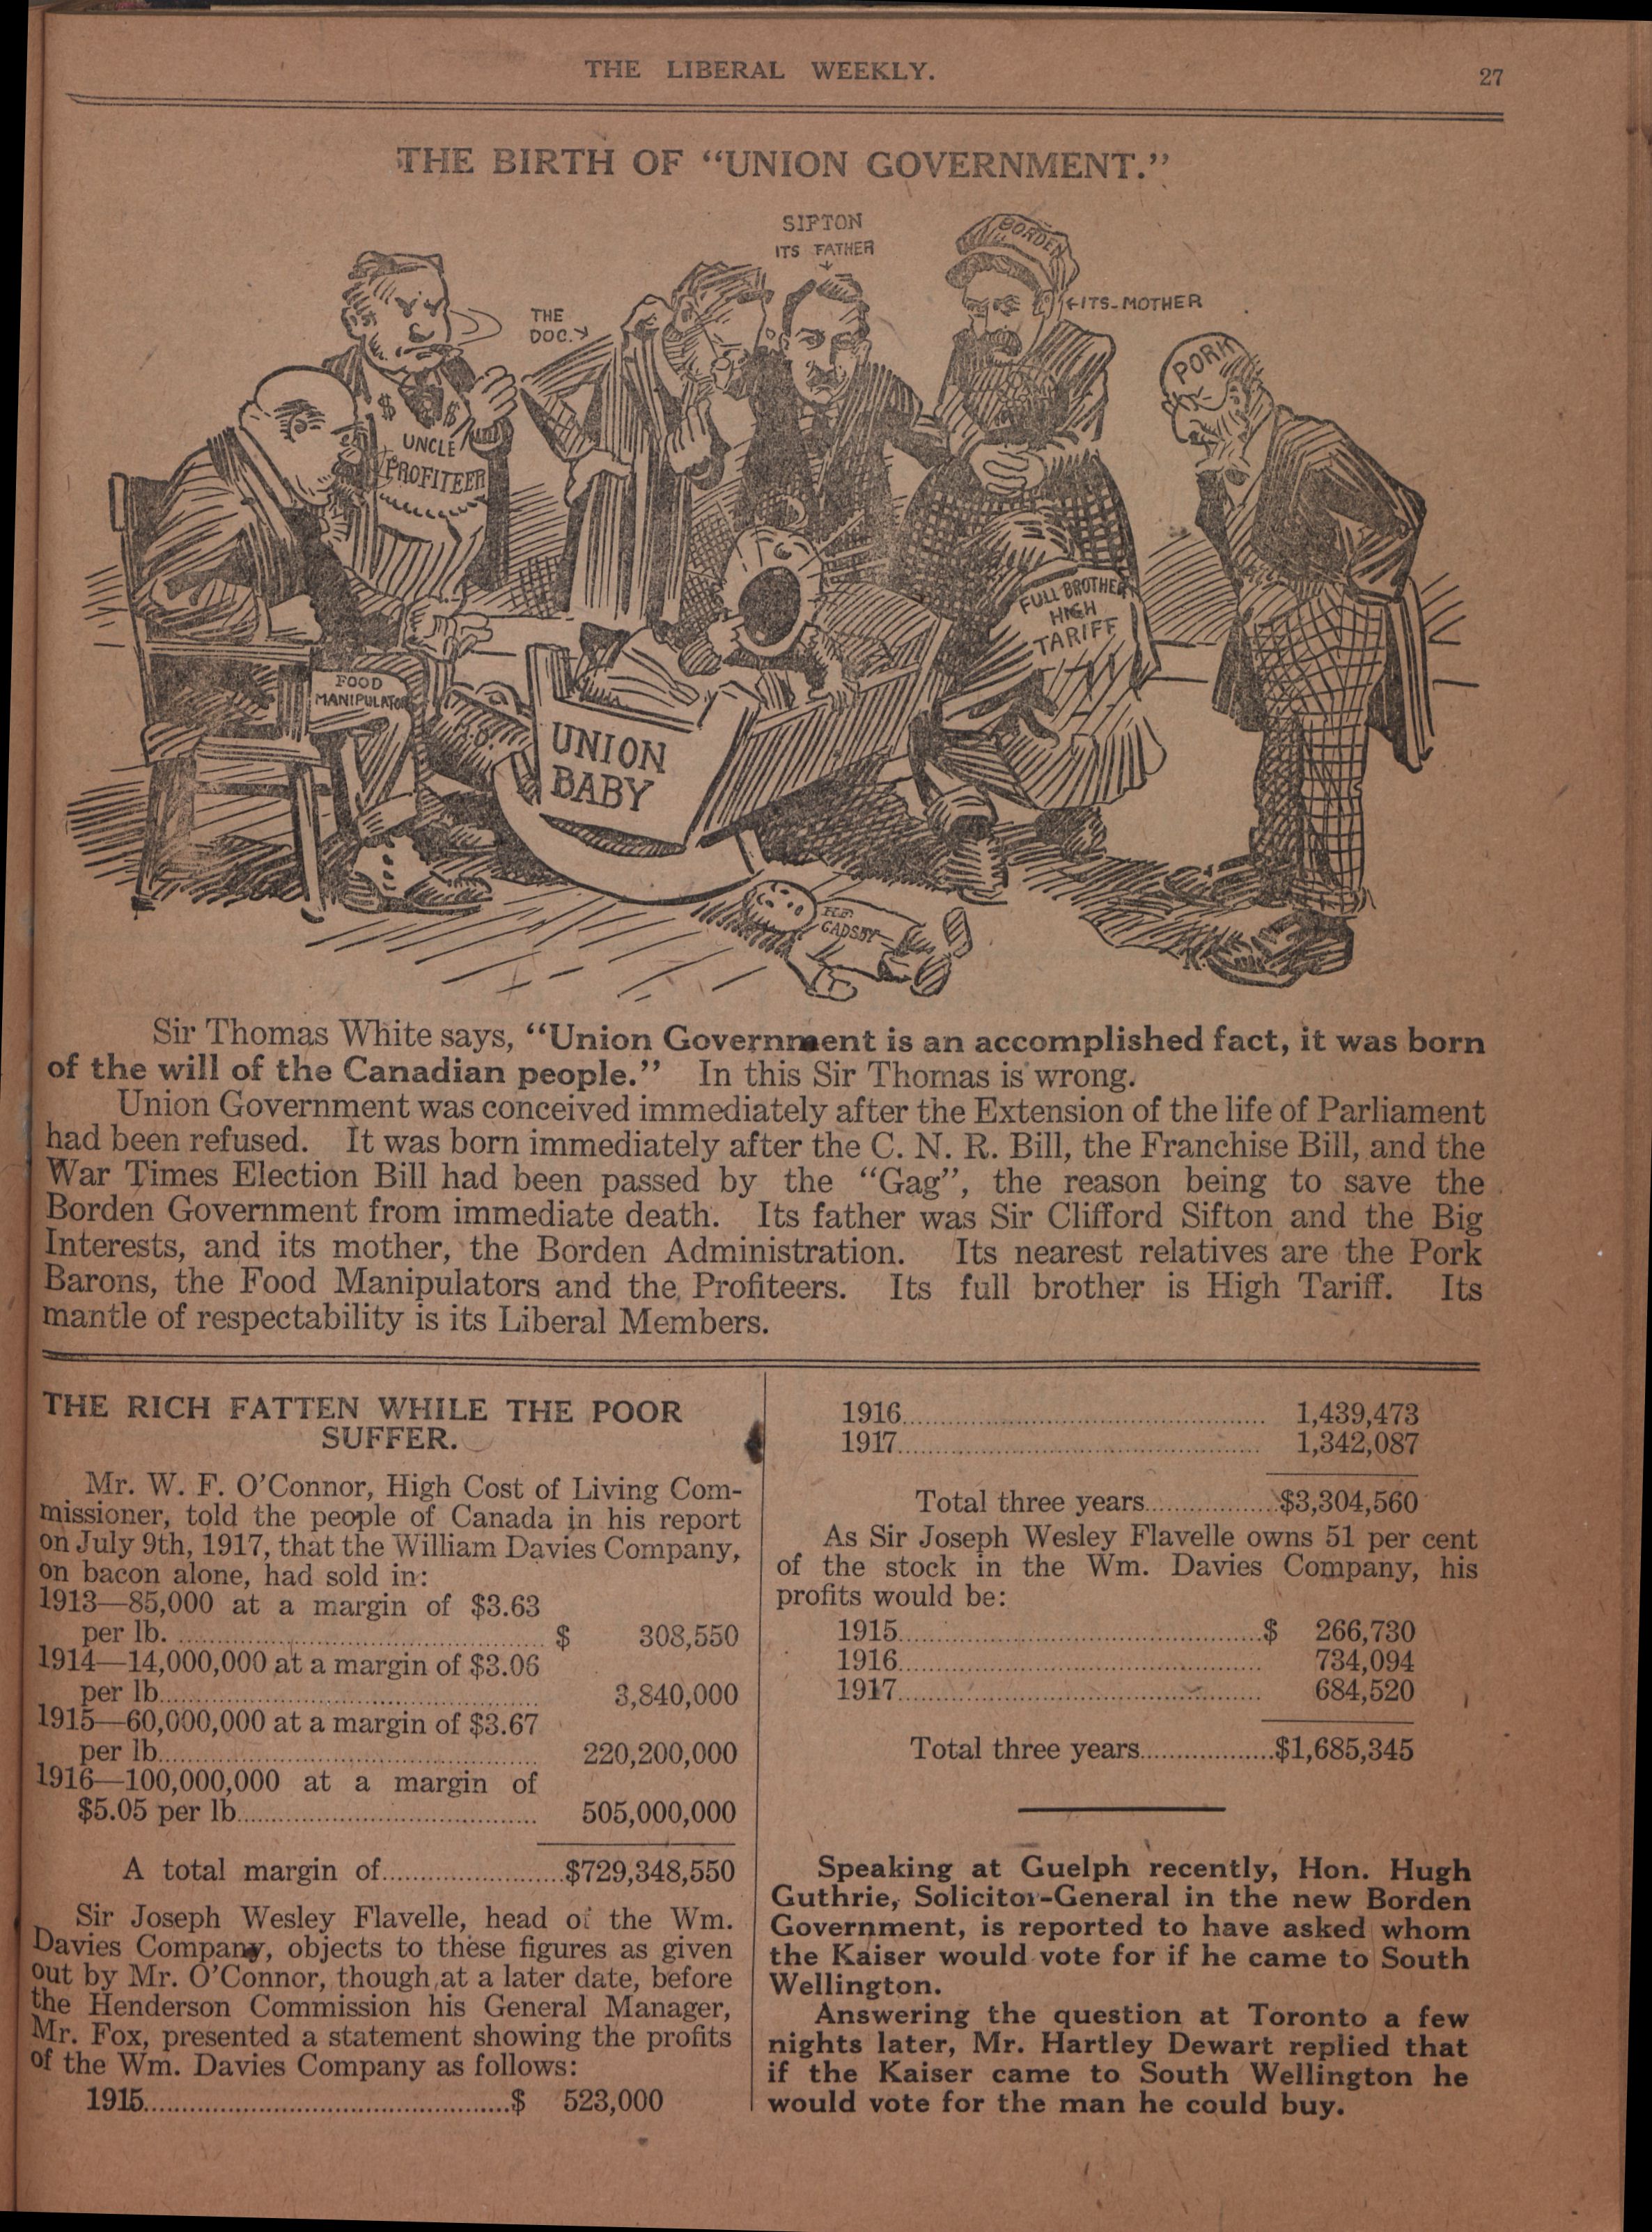 THE LIBERAL WEEKLY.
27
THE BIRTH OF “UNION GOVERNMENT.”
SIFTON
ITS FATHER
BORDEN
ITS-MOTHER
THE
DOC.
PORK
$ $
UNCLE
PROFITEER
FULL BROTHER
HIGH
TARIFF
FOOD
MANIPULATOR
UNION
BABY
H.F.
GADSBY
Sir Thomas White says, “Union Government is an accomplished fact, it was born
of the will of the Canadian people.” In this Sir Thomas is wrong.
Union Government was conceived immediately after the Extension of the life of Parliament
had been refused. It was born immediately after the C. N. R. Bill, the Franchise Bill, and the
War Times Election Bill had been passed by the “Gag”, the reason being to save the
Borden Government from immediate death. Its father was Sir Clifford Sifton and the Big
Interests, and its mother, the Borden Administration. Its nearest relatives are the Pork
Barons, the Food Manipulators and the Profiteers. Its full brother is High Tariff. Its
mantle of respectability is its Liberal Members.
THE RICH FATTEN WHILE THE POOR
SUFFER.
Mr. W. F. O’Connor, High Cost of Living Com-
missioner, told the people of Canada in his report
on July 9th, 1917, that the William Davies Company,
on bacon alone, had sold in:
1913—85,000 at a margin of $3.63
per lb. ........ $ 308,550
1914—14,000,000 at a margin of $3.06
per lb........ 3,840,000
1915—60,000,000 at a margin of $3.67
per lb........ 220,200,000
1916—100,000,000 at a margin of
$5.05 per lb........ 505,000,000
A total margin of........$729,348,550
Sir Joseph Wesley Flavelle, head of the Wm.
Davies Company, objects to these figures as given
out by Mr. O’Connor, though at a later date, before
the Henderson Commission his General Manager,
Mr. Fox, presented a statement showing the profits
of the Wm. Davies Company as follows:
1915........$ 523,000
1916........ 1,439,473
1917........ 1,342,087
Total three years........$3,304,560
As Sir Joseph Wesley Flavelle owns 51 per cent
of the stock in the Wm. Davies Company, his
profits would be:
1915........$ 266,730
1916........ 734,094
1917........ 684,520
Total three years........$1,685,345
Speaking at Guelph recently, Hon. Hugh
Guthrie, Solicitor-General in the new Borden
Government, is reported to have asked whom
the Kaiser would vote for if he came to South
Wellington.
Answering the question at Toronto a few
nights later, Mr. Hartley Dewart replied that
if the Kaiser came to South Wellington he
would vote for the man he could buy.